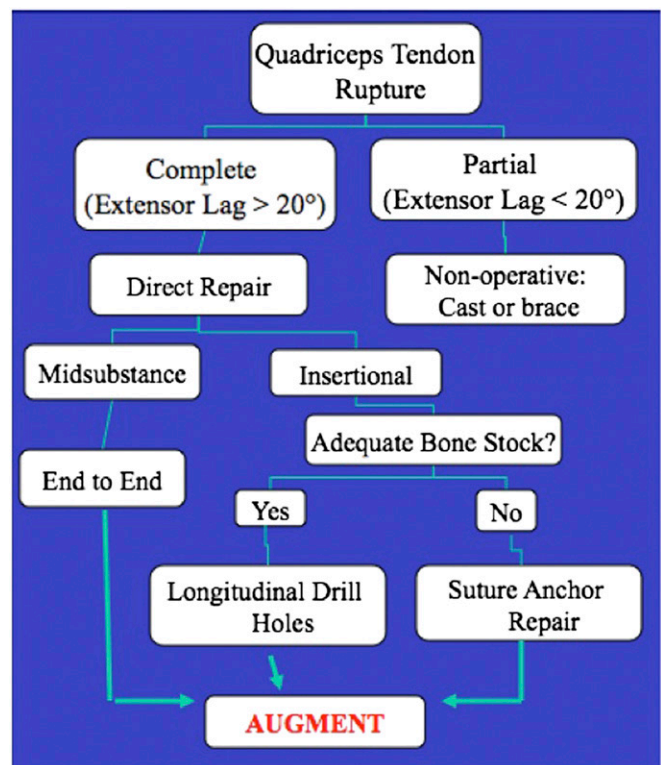 Quadriceps Tendon
Rupture
Complete
(Extensor Lag > 20°)
Partial
(Extensor Lag < 20°)
Direct Repair
Non-operative:
Cast or brace
Midsubstance
Insertional
Adequate Bone Stock?
End to End
Yes
No
Longitudinal Drill
Holes
Suture Anchor
Repair
AUGMENT